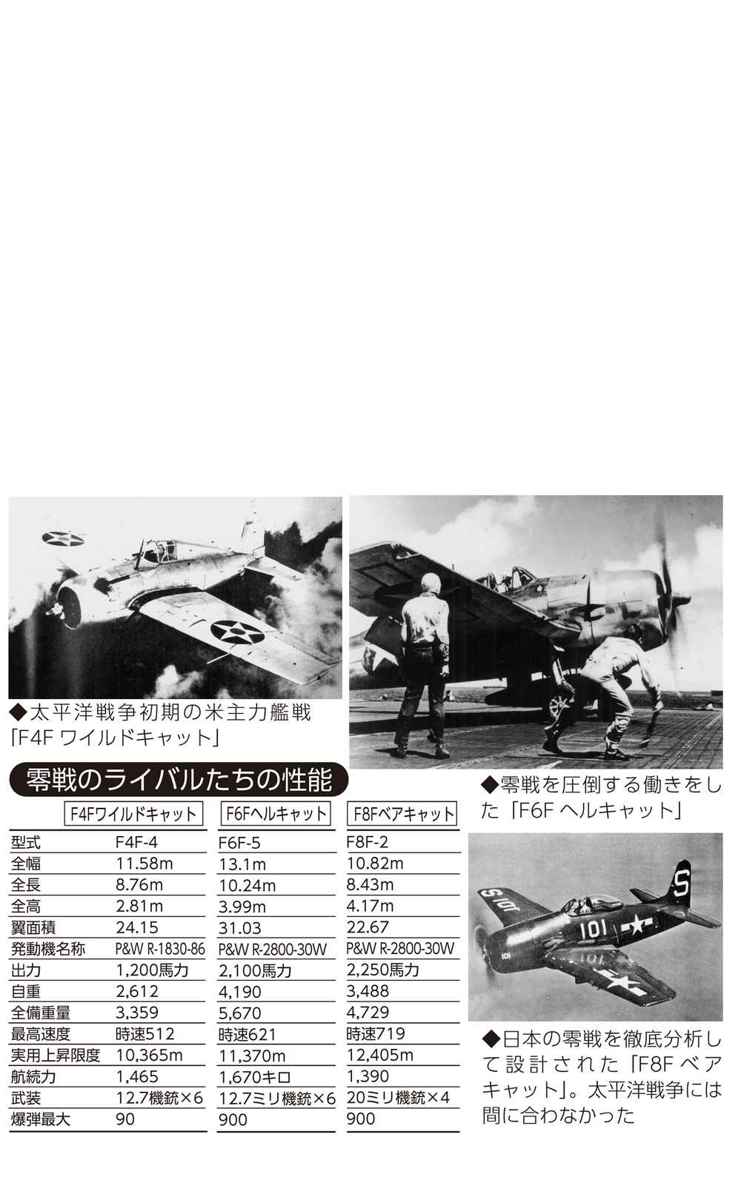 ◆太平洋戦争初期の米主力艦戦
「F4F ワイルドキャット」
◆零戦を圧倒する働きをし
た「F6F ヘルキャット」
零戦のライバルたちの性能
F4Fワイルドキャット F6Fヘルキャット F8Fベアキャット
型式 F4F-4 F6F-5 F8F-2
全幅 11.58m 13.1m 10.82m
全長 8.76m 10.24m 8.43m
全高 2.81m 3.99m 4.17m
翼面積 24.15 31.03 22.67
発動機名称 P&W R-1830-86 P&W R-2800-30W P&W R-2800-30W
出力 1,200馬力 2,100馬力 2,250馬力
自重 2,612 4,190 3,488
全備重量 3,359 5,670 4,729
最高速度 時速512 時速621 時速719
実用上昇限度 10,365m 11,370m 12,405m
航続力 1,465 1,670キロ 1,390
武装 12.7機銃×6 12.7ミリ機銃×6 20ミリ機銃×4
爆弾最大 90 900 900
S
101
101
◆日本の零戦を徹底分析し
て設計された「F8F ベア
キャット」。太平洋戦争には
間に合わなかった